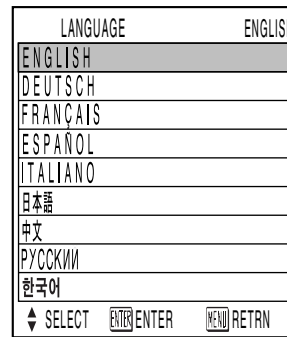 LANGUAGE ENGLISH
ENGLISH
DEUTSCH
FRANÇAIS
ESPAÑOL
ITALIANO
日本語
中文
РУССКИЙ
한국어
SELECT ENTER ENTER MENU RETRN